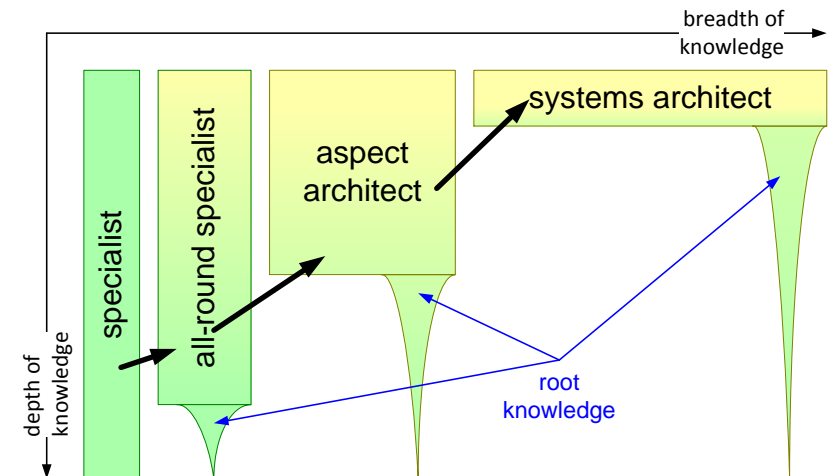 breadth of
knowledge
systems architect
aspect
architect
all-round specialist
specialist
depth of
knowledge
root
knowledge